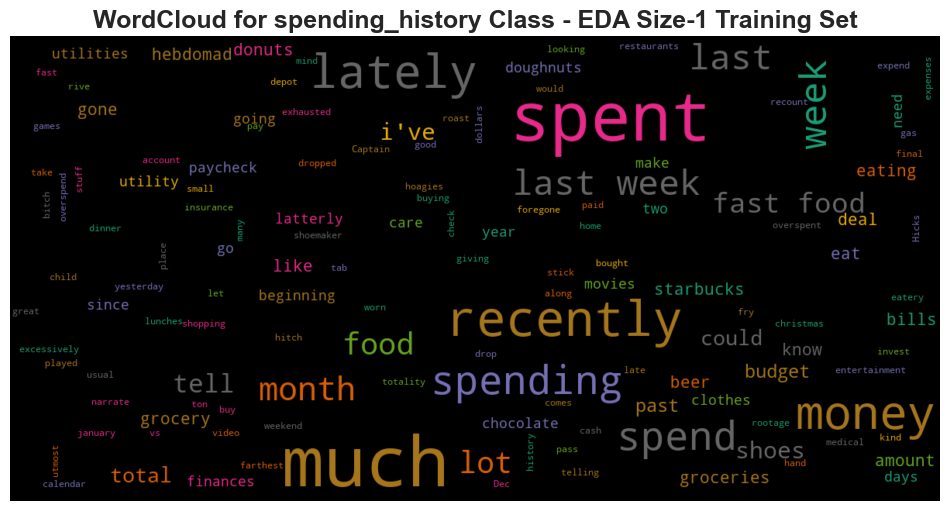 WordCloud for spending_history Class - EDA Size-1 Training Set
utilities hebdomad donuts looking restaurants
lately last
fast mind doughnuts week expend expenses
rive depot would recount
gone going exhausted roast dollars spent need
pay i've games Captain good gas
account dropped make final
take paycheck eating
stuff utility small hoagies last week
bitch overspend insurance buying fast food
latterly care check foregone paid two deal
dinner many shoemaker year home overspent Hicks
place go giving eat
like tab bought
child stick movies
yesterday let beginning along starbucks eatery
since worn recently fry bills
great lunches shopping christmas
hitch food could
excessively drop know invest
played totality late budget entertainment
usual tell month spending beer
narrate ton comes past clothes
january buy money
grocery vs video weekend chocolate cash rootage kind
history spend medical
much lot pass shoes
utmost farthest telling hand amount
calendar total finances Dec groceries days